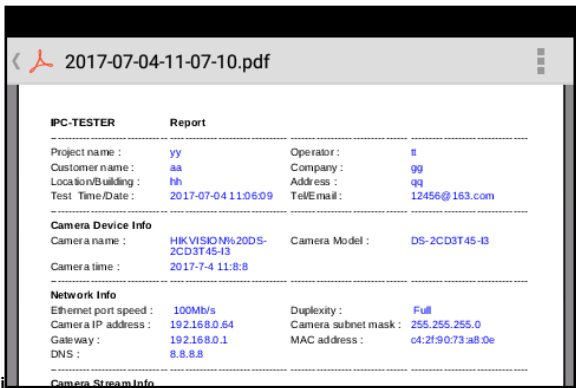 2017-07-04-11-07-10.pdf
IPC-TESTER Report
Project name : yy Operator : tt
Customer name : aa Company : gg
Location/Building : hh Address : qq
Test Time/Date : 2017-07-04 11:06:09 Tel/Email : 12456@163.com
Camera Device Info
Camera name : HIKVISION%20DS- Camera Model : DS-2CD3T45-I3
2CD3T45-I3
Camera time : 2017-7-4 11:8:8
Network Info
Ethernet port speed : 100Mb/s Duplexity : Full
Camera IP address : 192.168.0.64 Camera subnet mask : 255.255.255.0
Gateway : 192.168.0.1 MAC address : c4:2f:90:73:a8:0e
DNS : 8.8.8.8
Camera Stream Info